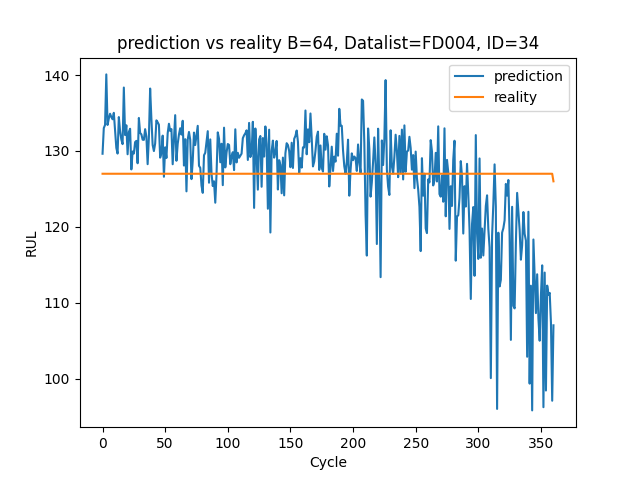 prediction vs reality B=64, Datalist=FD004, ID=34
prediction
reality
140
130
120
110
100
RUL
0 50 100 150 200 250 300 350
Cycle